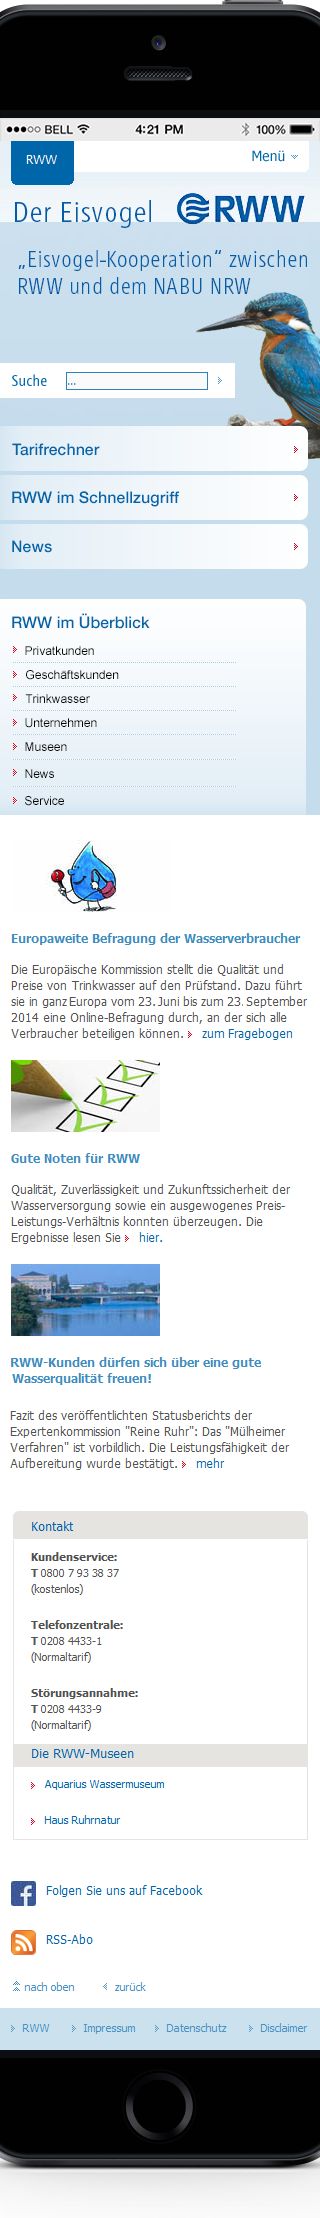 BELL 4:21 PM 100%
RWW
Menü
Der Eisvogel RWW
„Eisvogel-Kooperation“ zwischen
RWW und dem NABU NRW
Suche ...
Tarifrechner
RWW im Schnellzugriff
News
RWW im Überblick
Privatkunden
Geschäftskunden
Trinkwasser
Unternehmen
Museen
News
Service
Europaweite Befragung der Wasserverbraucher
Die Europäische Kommission stellt die Qualität und
Preise von Trinkwasser auf den Prüfstand. Dazu führt
sie in ganz Europa vom 23. Juni bis zum 23. September
2014 eine Online-Befragung durch, an der sich alle
Verbraucher beteiligen können. zum Fragebogen
Gute Noten für RWW
Qualität, Zuverlässigkeit und Zukunftssicherheit der
Wasserversorgung sowie ein ausgewogenes Preis-
Leistungs-Verhältnis konnten überzeugen. Die
Ergebnisse lesen Sie hier.
RWW-Kunden dürfen sich über eine gute
Wasserqualität freuen!
Fazit des veröffentlichten Statusberichts der
Expertenkommission "Reine Ruhr": Das "Mülheimer
Verfahren" ist vorbildlich. Die Leistungsfähigkeit der
Aufbereitung wurde bestätigt. mehr
Kontakt
Kundenservice:
T 0800 7 93 38 37
(kostenlos)
Telefonzentrale:
T 0208 4433-1
(Normaltarif)
Störungsannahme:
T 0208 4433-9
(Normaltarif)
Die RWW-Museen
Aquarius Wassermuseum
Haus Ruhrnatur
Folgen Sie uns auf Facebook
RSS-Abo
nach oben zurück
RWW Impressum Datenschutz Disclaimer